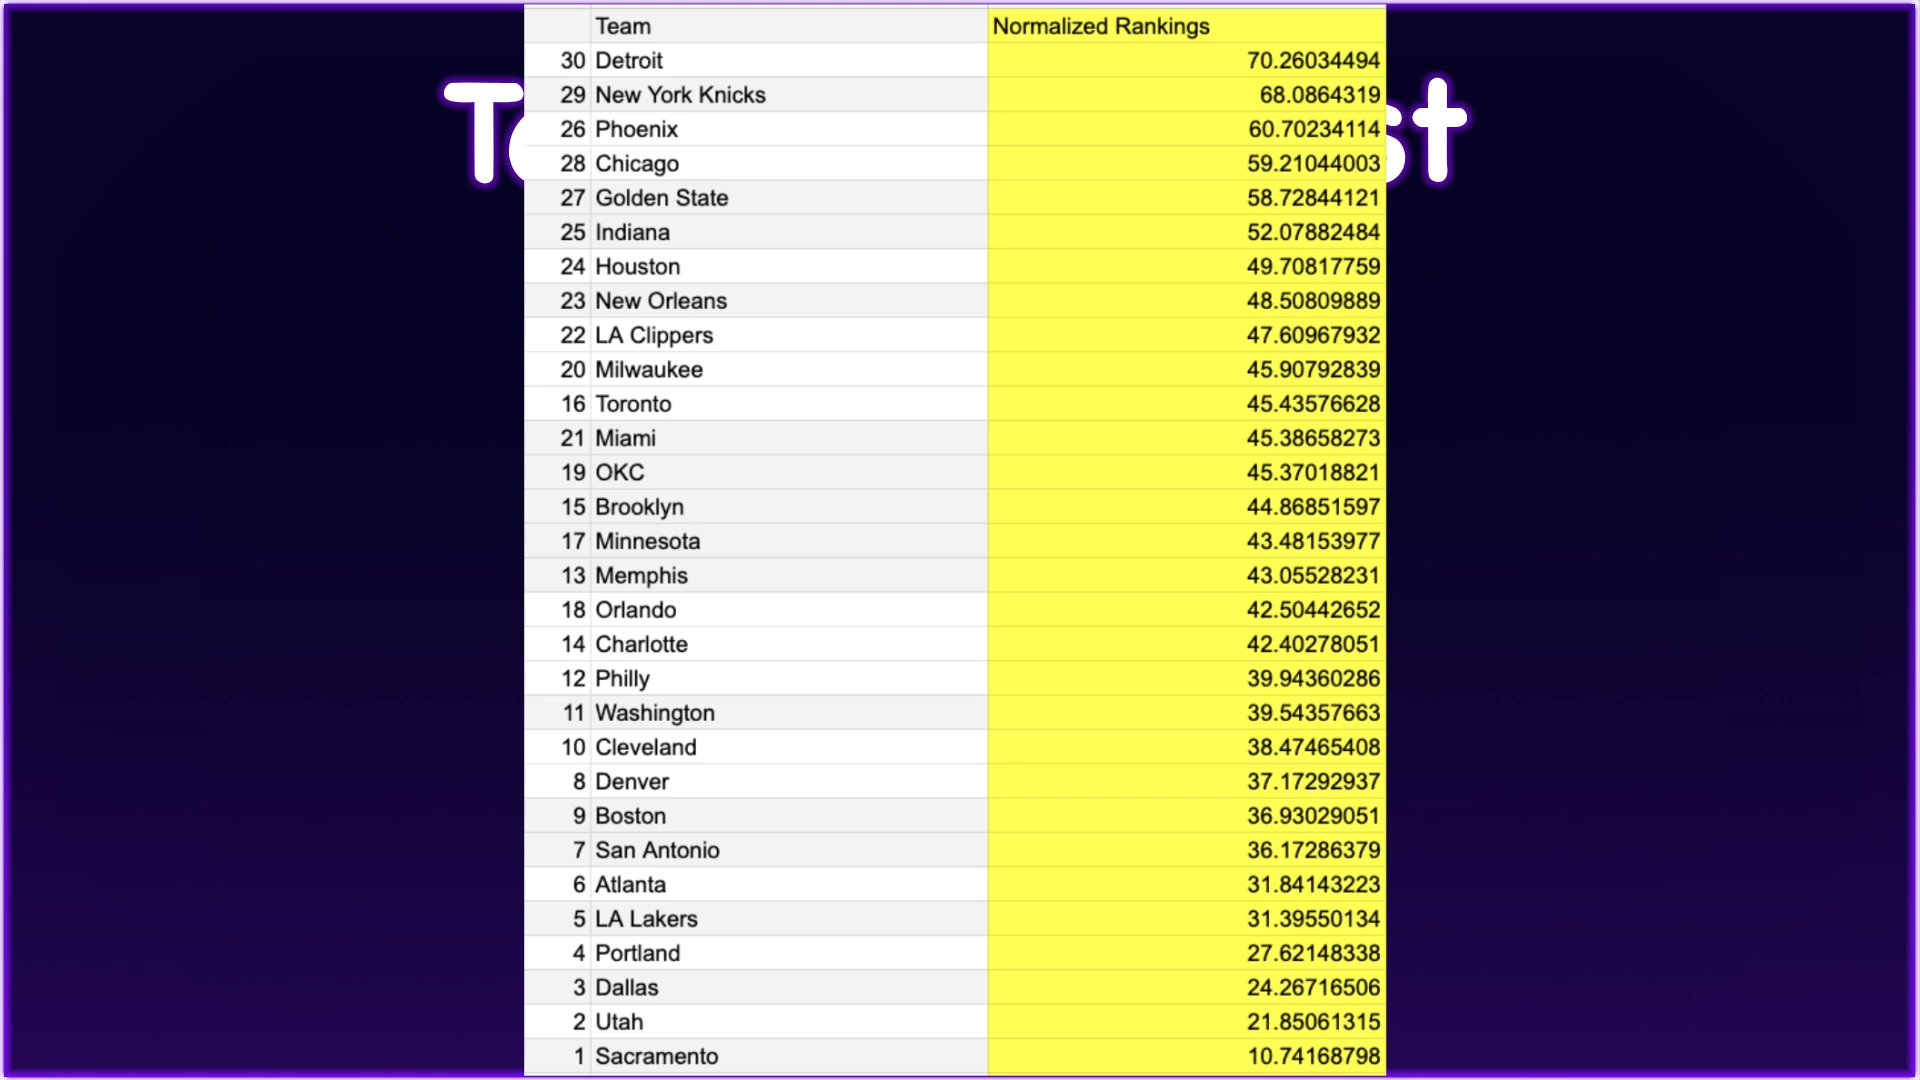 Team Normalized Rankings
30 Detroit 70.26034494
29 New York Knicks 68.0864319
26 Phoenix 60.70234114
28 Chicago 59.21044003
27 Golden State 58.72844121
25 Indiana 52.07882484
24 Houston 49.70817759
23 New Orleans 48.50809889
22 LA Clippers 47.60967932
20 Milwaukee 45.90792839
16 Toronto 45.43576628
21 Miami 45.38658273
19 OKC 45.37018821
15 Brooklyn 44.86851597
17 Minnesota 43.48153977
13 Memphis 43.05528231
18 Orlando 42.50442652
14 Charlotte 42.40278051
12 Philly 39.94360286
11 Washington 39.54357663
10 Cleveland 38.47465408
8 Denver 37.17292937
9 Boston 36.93029051
7 San Antonio 36.17286379
6 Atlanta 31.84143223
5 LA Lakers 31.39550134
4 Portland 27.62148338
3 Dallas 24.26716506
2 Utah 21.85061315
1 Sacramento 10.74168798